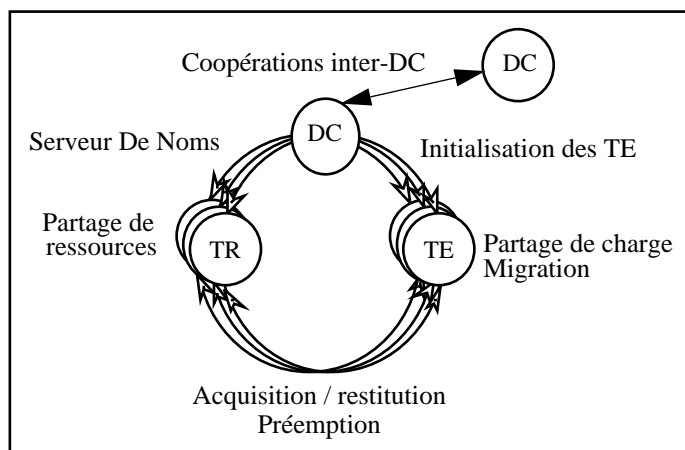 Coopérations inter-DC
DC
DC
Serveur De Noms
Initialisation des TE
Partage de
ressources
TR
TE
Partage de charge
Migration
Acquisition / restitution
Préemption